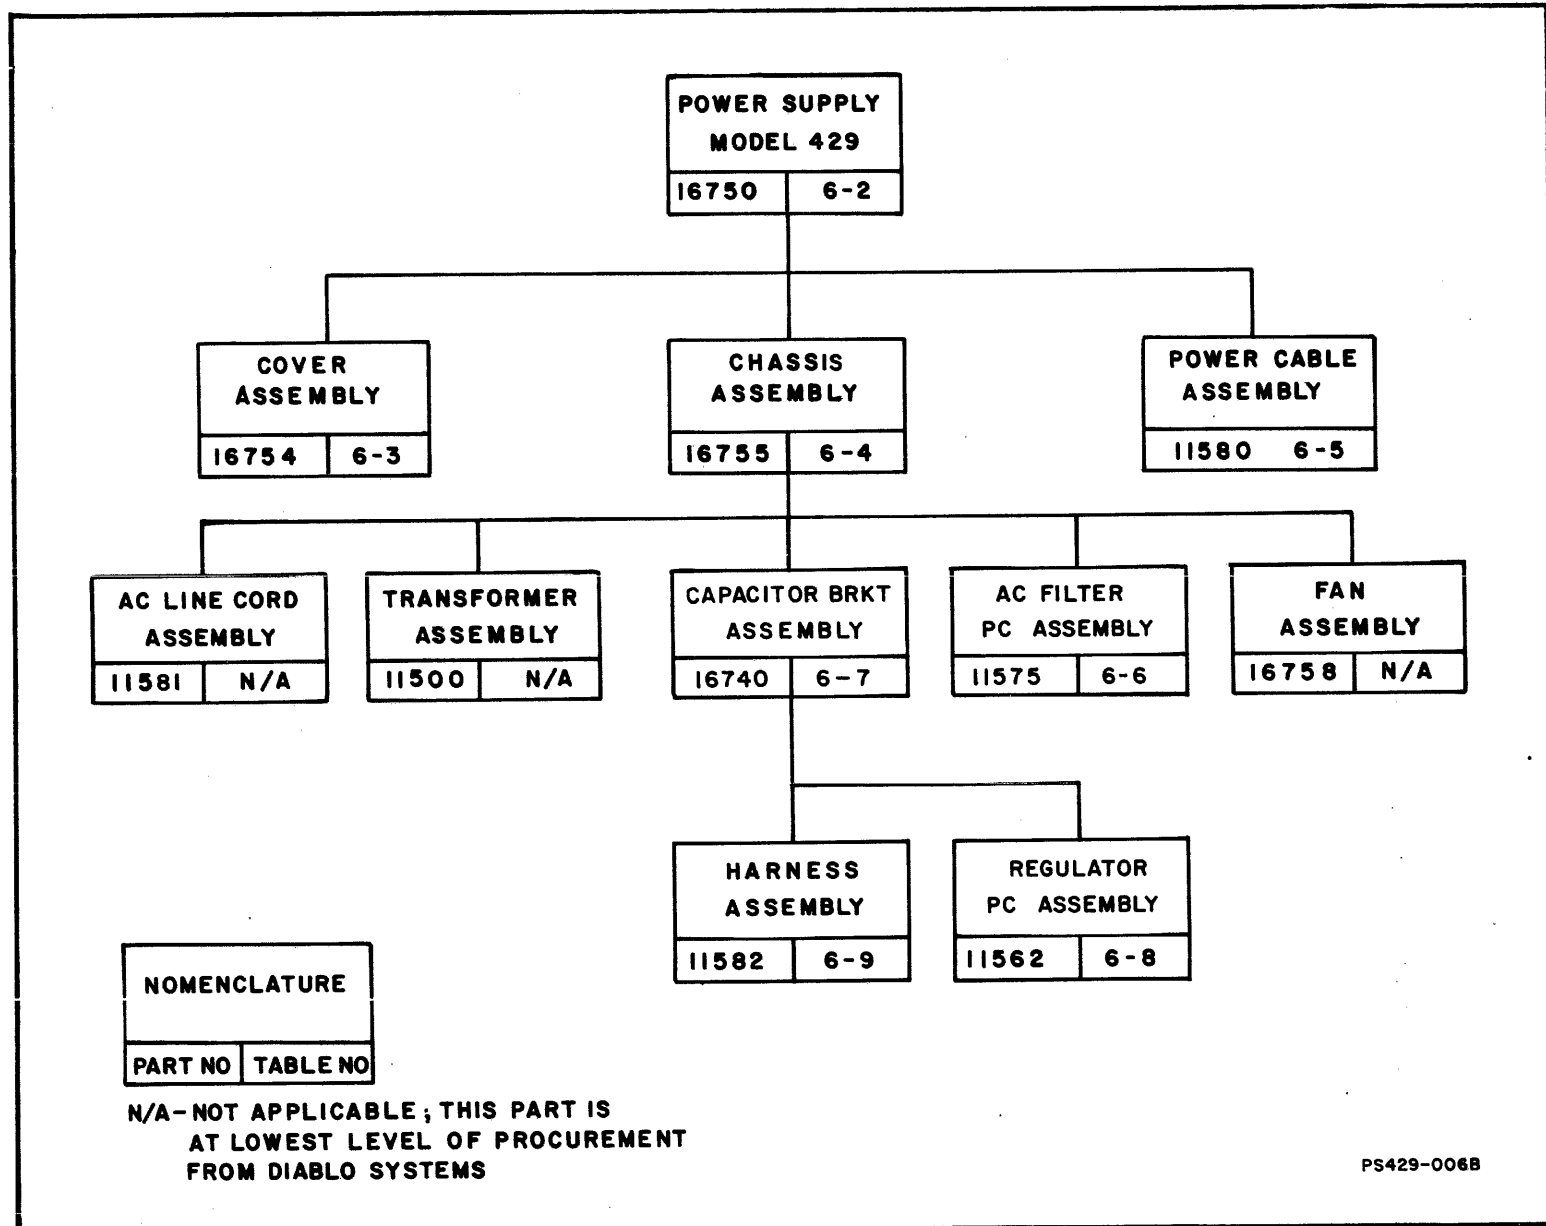 POWER SUPPLY
MODEL 429
16750 6-2
COVER
ASSEMBLY
16754 6-3
CHASSIS
ASSEMBLY
16755 6-4
POWER CABLE
ASSEMBLY
11580 6-5
AC LINE CORD
ASSEMBLY
11581 N/A
TRANSFORMER
ASSEMBLY
11500 N/A
CAPACITOR BRKT
ASSEMBLY
16740 6-7
AC FILTER
PC ASSEMBLY
11575 6-6
FAN
ASSEMBLY
16758 N/A
HARNESS
ASSEMBLY
11582 6-9
REGULATOR
PC ASSEMBLY
11562 6-8
NOMENCLATURE
PART NO TABLE NO
N/A-NOT APPLICABLE; THIS PART IS
AT LOWEST LEVEL OF PROCUREMENT
FROM DIABLO SYSTEMS
PS429-006B